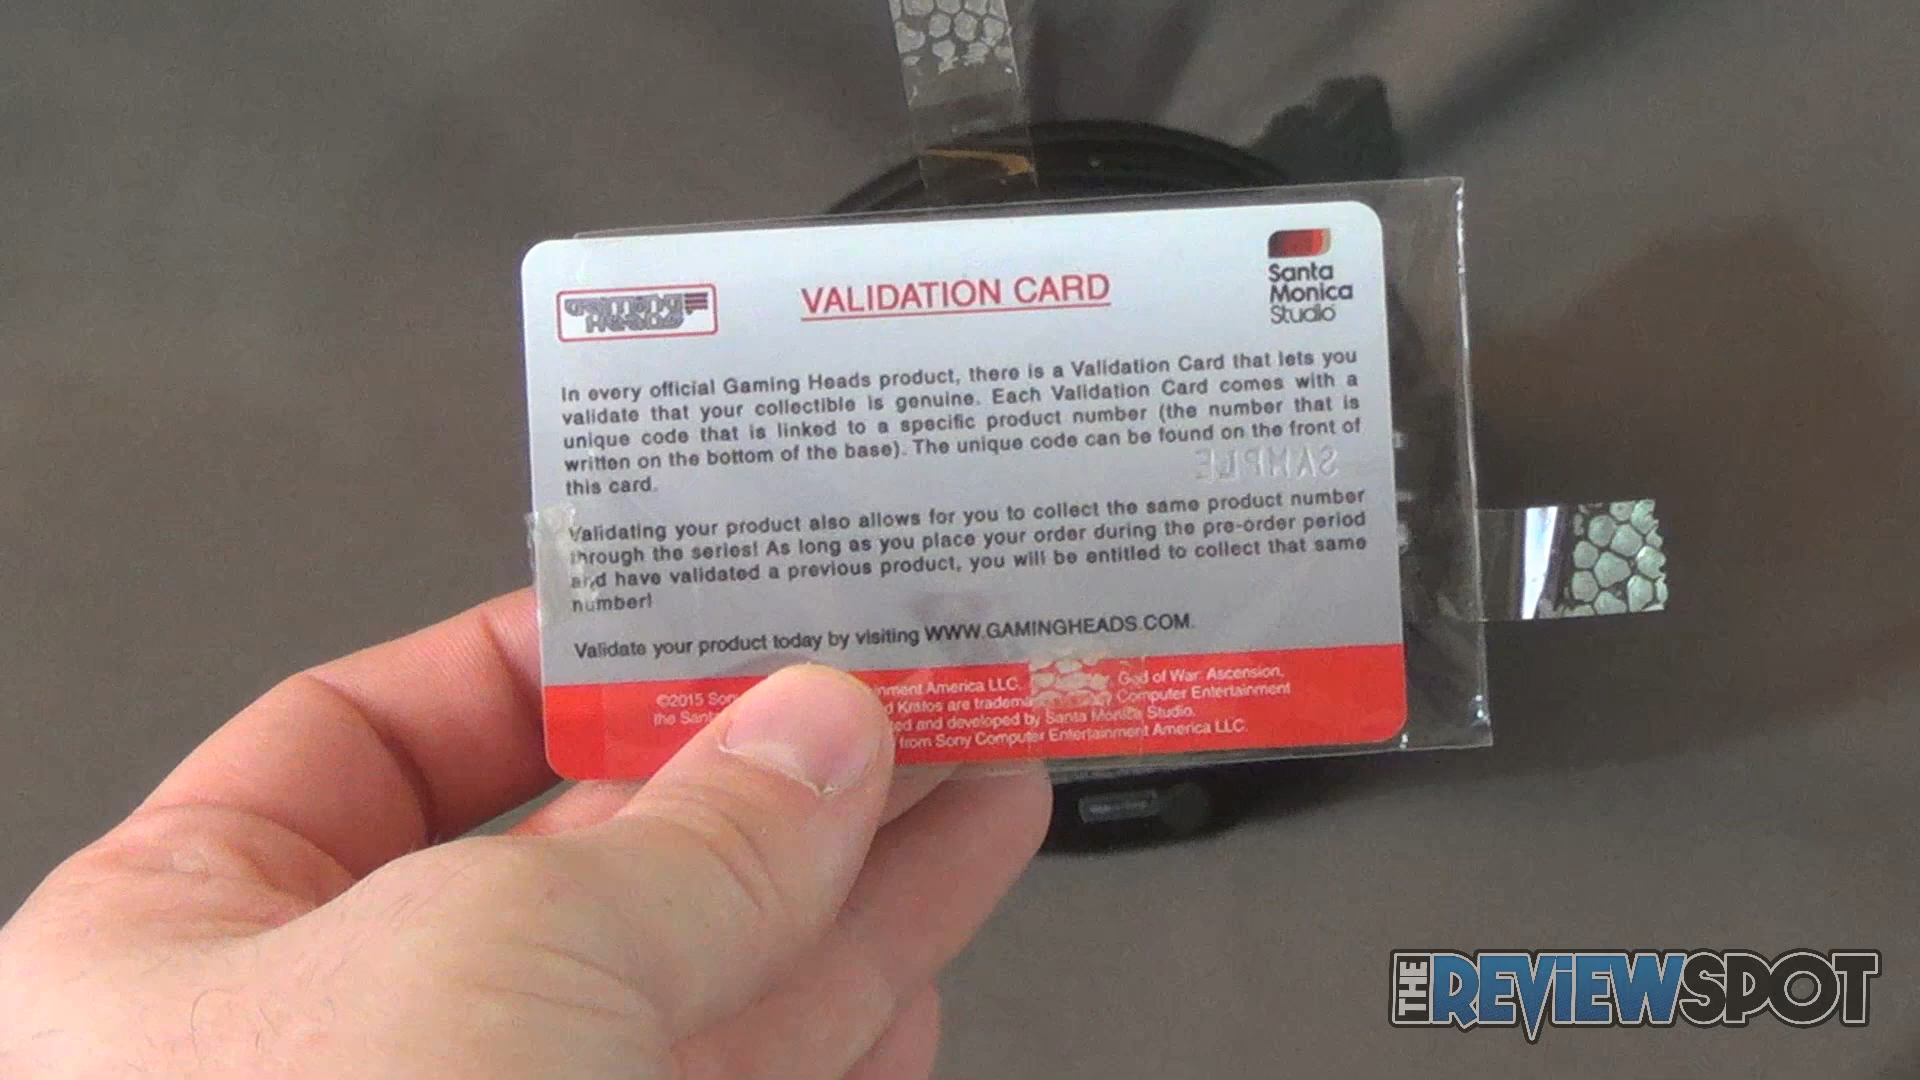 Gaming
Heads
VALIDATION CARD
Santa
Monica
Studio
In every official Gaming Heads product, there is a Validation Card that lets you
validate that your collectible is genuine. Each Validation Card comes with a
unique code that is linked to a specific product number (the number that is
written on the bottom of the base). The unique code can be found on the front of
this card.
SAMPLE
Validating your product also allows for you to collect the same product number
through the series! As long as you place your order during the pre-order period
and have validated a previous product, you will be entitled to collect that same
number!
Validate your product today by visiting WWW.GAMINGHEADS.COM.
©2015 America LLC. God of War Ascension,
the Kratos are Computer Entertainment
and developed by Santa Monica Studio.
from Sony Computer Entertainment America LLC.
THE REVIEWSPOT